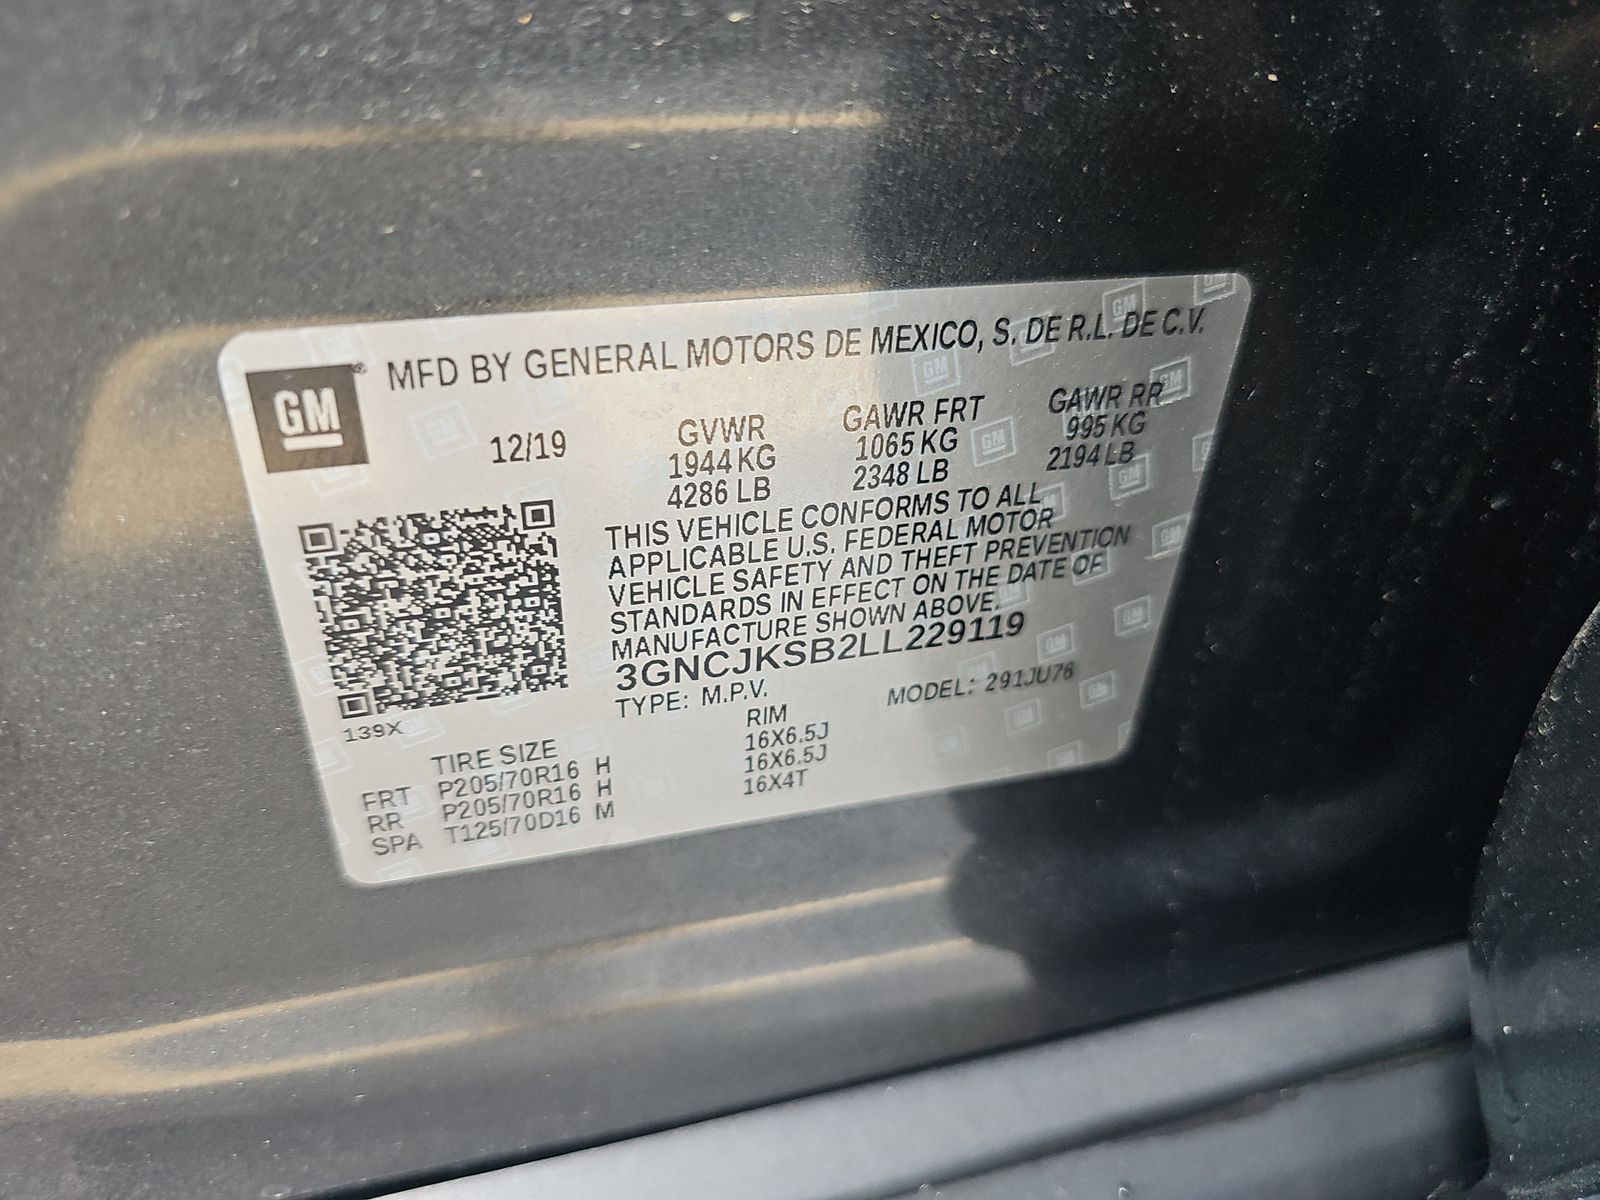 GM ® MFD BY GENERAL MOTORS DE MEXICO, S. DE R.L. DE C.V.
12/19 GVWR GAWR FRT GAWR RR
1944 KG 1065 KG 995 KG
4286 LB 2348 LB 2194 LB
THIS VEHICLE CONFORMS TO ALL
APPLICABLE U.S. FEDERAL MOTOR
VEHICLE SAFETY AND THEFT PREVENTION
STANDARDS IN EFFECT ON THE DATE OF
MANUFACTURE SHOWN ABOVE.
3GNCJKSB2LL229119
TYPE: M.P.V. MODEL: 291JU76
139X
TIRE SIZE RIM
FRT P205/70R16 H 16X6.5J
RR P205/70R16 H 16X6.5J
SPA T125/70D16 M 16X4T